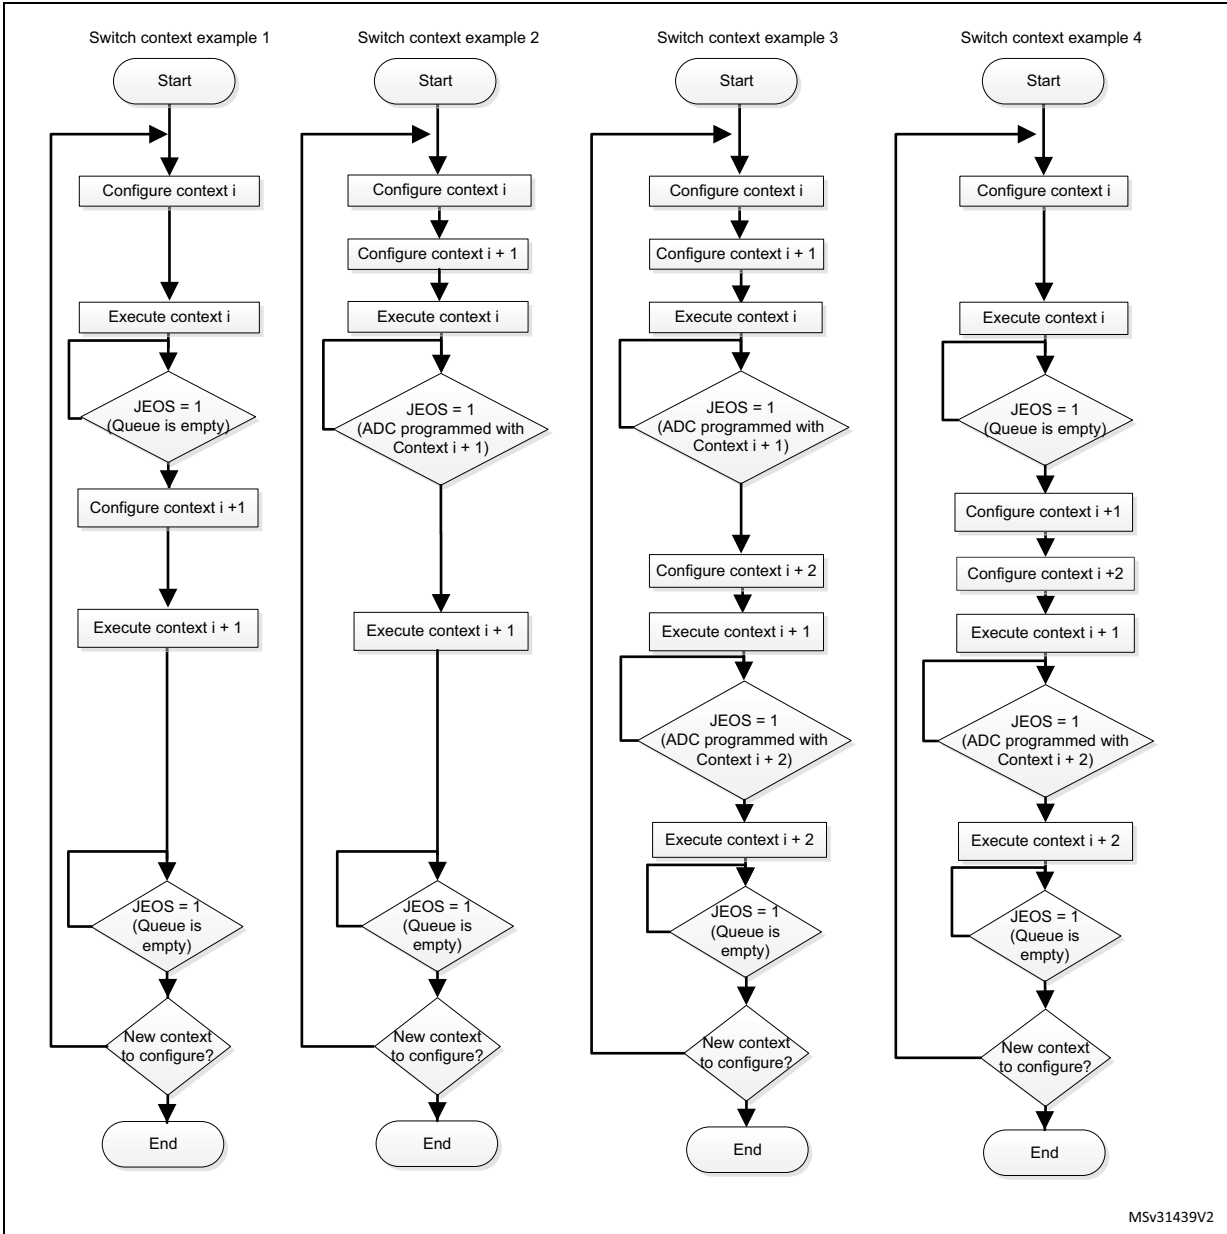 Switch context example 1
Start
Configure context i
Execute context i
JEOS = 1
(Queue is empty)
Configure context i +1
Execute context i + 1
JEOS = 1
(Queue is
empty)
New context
to configure?
End
Switch context example 2
Start
Configure context i
Configure context i + 1
Execute context i
JEOS = 1
(ADC programmed with
Context i + 1)
Execute context i + 1
JEOS = 1
(Queue is
empty)
New context
to configure?
End
Switch context example 3
Start
Configure context i
Configure context i + 1
Execute context i
JEOS = 1
(ADC programmed with
Context i + 1)
Configure context i + 2
Execute context i + 1
JEOS = 1
(ADC programmed with
Context i + 2)
Execute context i + 2
JEOS = 1
(Queue is
empty)
New context
to configure?
End
Switch context example 4
Start
Configure context i
Execute context i
JEOS = 1
(Queue is empty)
Configure context i +1
Configure context i +2
Execute context i + 1
JEOS = 1
(ADC programmed with
Context i + 2)
Execute context i + 2
JEOS = 1
(Queue is
empty)
New context
to configure?
End
MSv31439V2